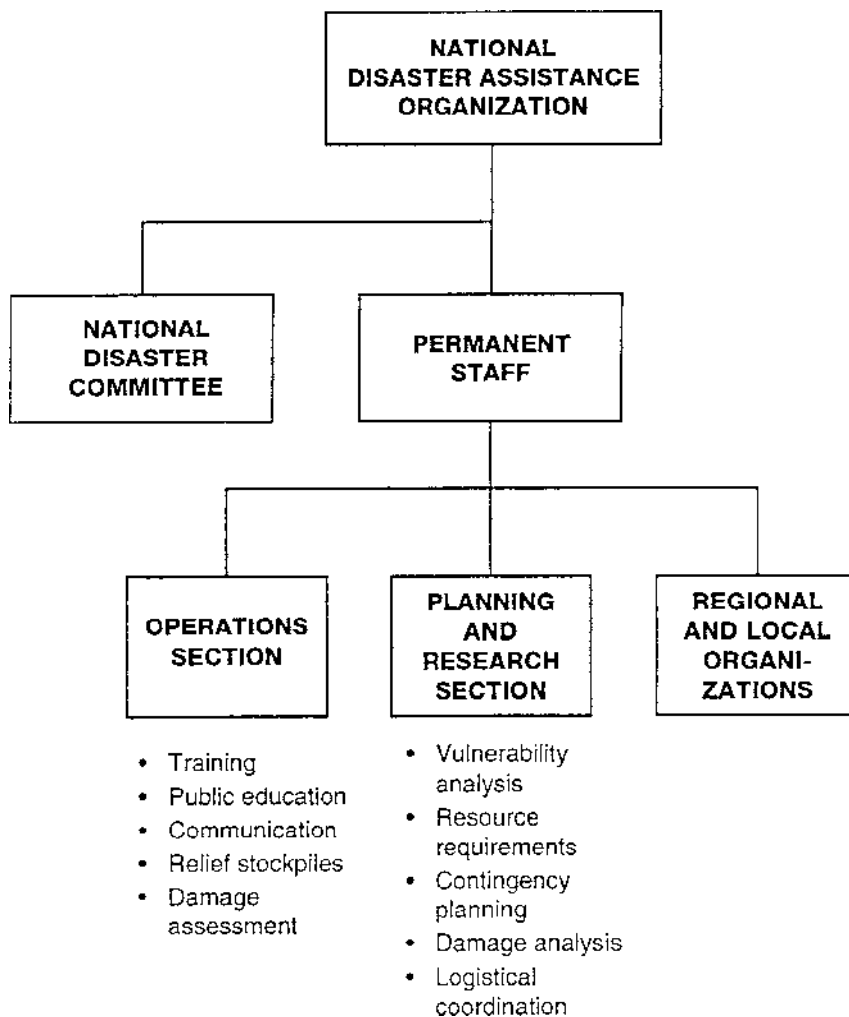 NATIONAL
DISASTER ASSISTANCE
ORGANIZATION
NATIONAL
DISASTER
COMMITTEE
PERMANENT
STAFF
OPERATIONS
SECTION
PLANNING
AND
RESEARCH
SECTION
REGIONAL
AND LOCAL
ORGANI-
ZATIONS
• Training
• Public education
• Communication
• Relief stockpiles
• Damage
assessment
• Vulnerability
analysis
• Resource
requirements
• Contingency
planning
• Damage analysis
• Logistical
coordination